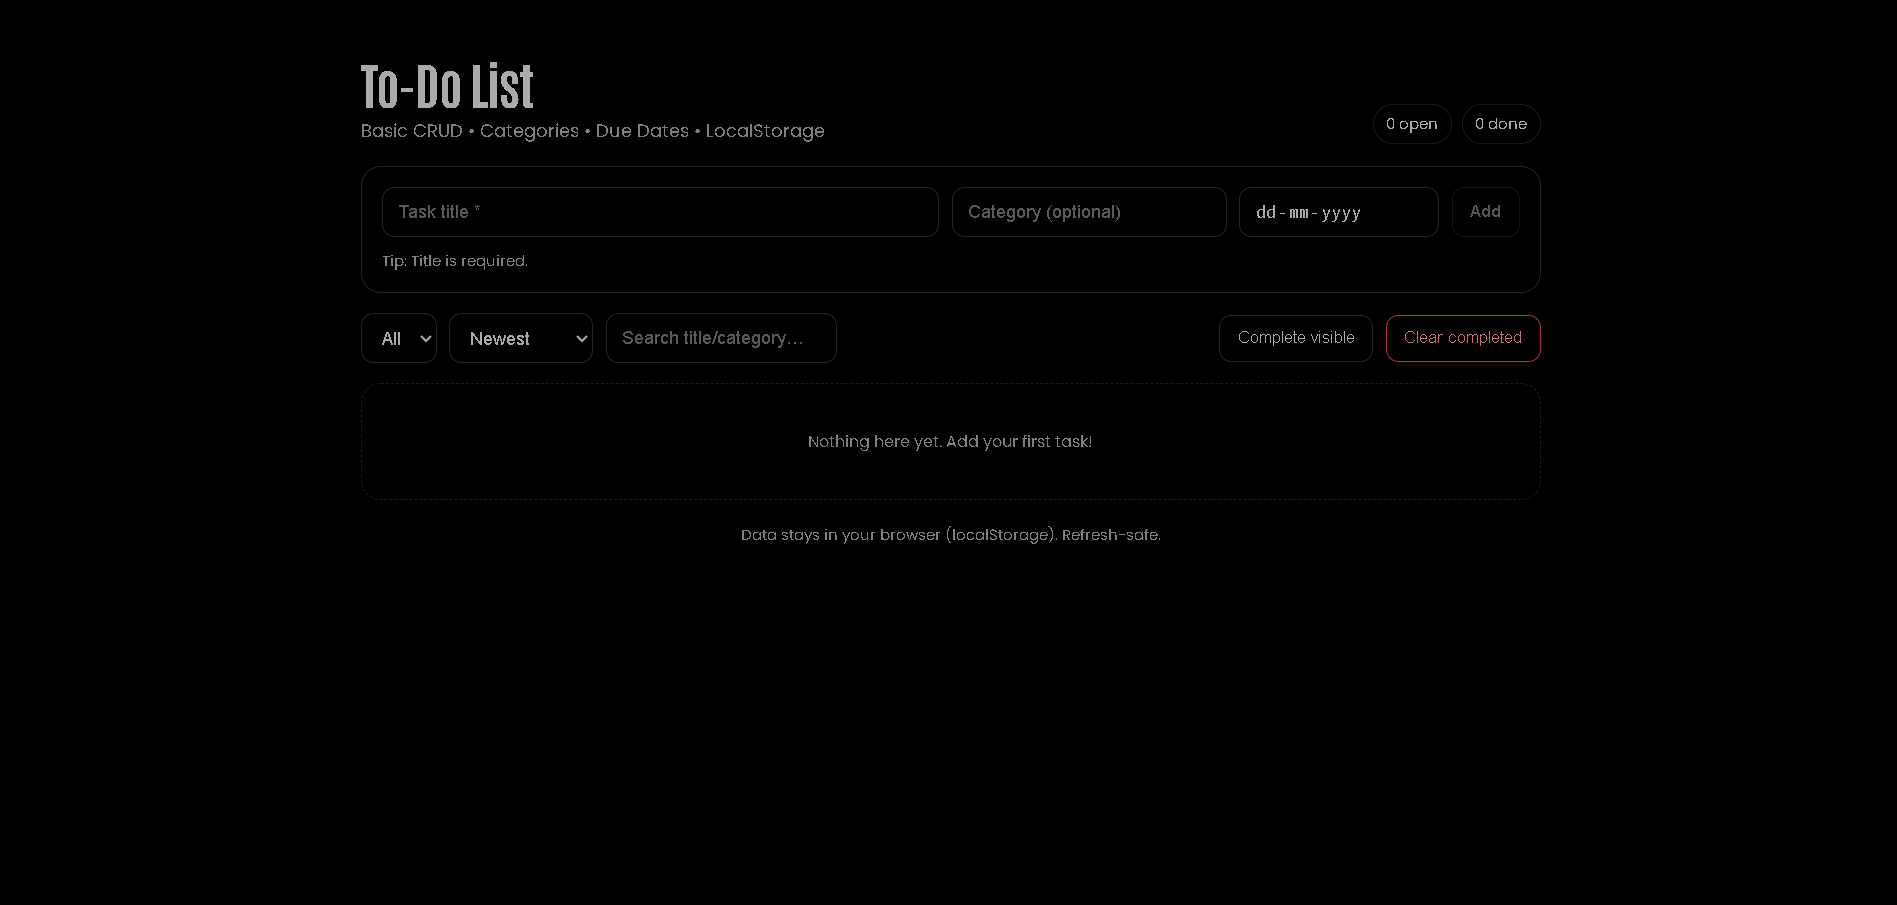 To-Do List
Basic CRUD • Categories • Due Dates • LocalStorage
0 open
0 done
Task title *
Category (optional)
dd-mm-yyyy
Add
Tip: Title is required.
All
Newest
Search title/category...
Complete visible
Clear completed
Nothing here yet. Add your first task!
Data stays in your browser (localStorage). Refresh-safe.